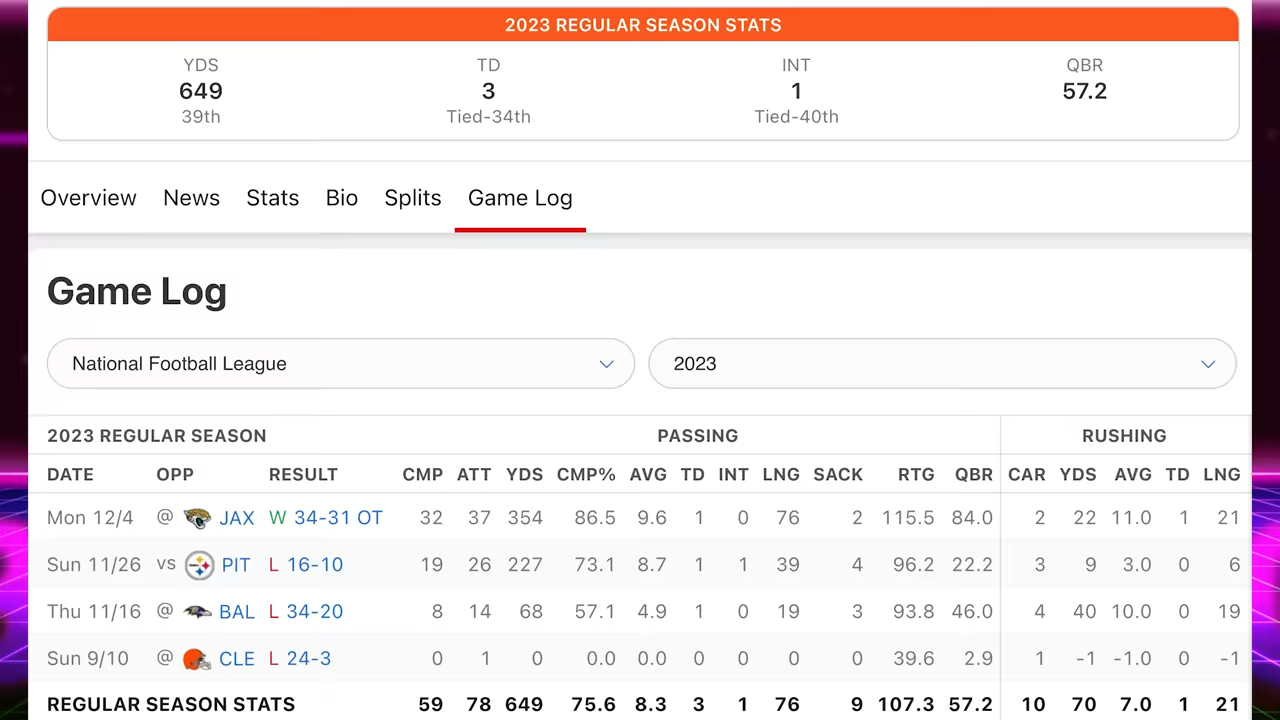 2023 REGULAR SEASON STATS
YDS TD INT QBR
649 3 1 57.2
39th Tied-34th Tied-40th
Overview News Stats Bio Splits Game Log
Game Log
National Football League 2023
2023 REGULAR SEASON PASSING RUSHING
DATE OPP RESULT CMP ATT YDS CMP% AVG TD INT LNG SACK RTG QBR CAR YDS AVG TD LNG
Mon 12/4 @ JAX W 34-31 OT 32 37 354 86.5 9.6 1 0 76 2 115.5 84.0 2 22 11.0 1 21
Sun 11/26 vs PIT L 16-10 19 26 227 73.1 8.7 1 1 39 4 96.2 22.2 3 9 3.0 0 6
Thu 11/16 @ BAL L 34-20 8 14 68 57.1 4.9 1 0 19 3 93.8 46.0 4 40 10.0 0 19
Sun 9/10 @ CLE L 24-3 0 1 0 0.0 0.0 0 0 0 0 39.6 2.9 1 -1 -1.0 0 -1
REGULAR SEASON STATS 59 78 649 75.6 8.3 3 1 76 9 107.3 57.2 10 70 7.0 1 21